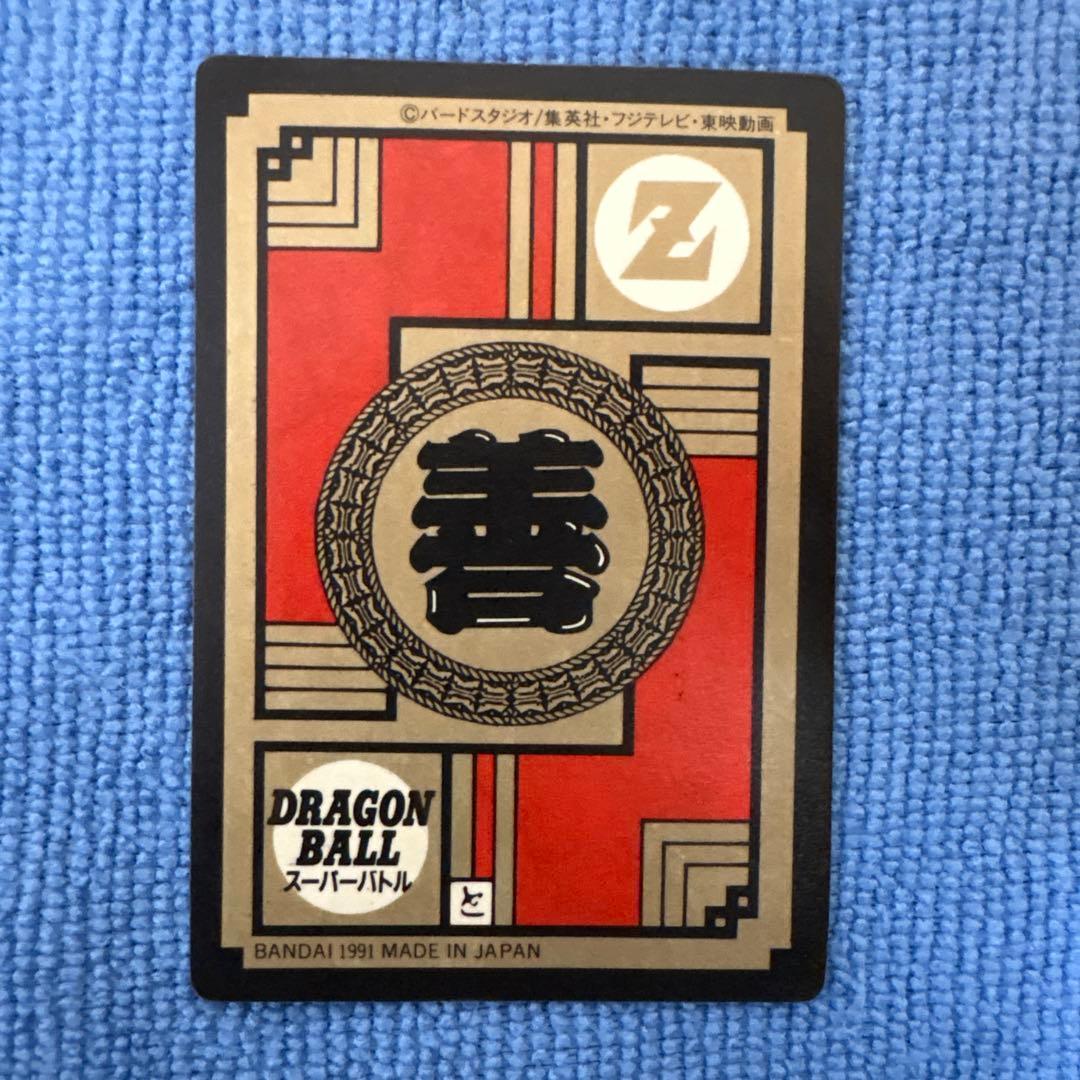 ©バードスタジオ/集英社・フジテレビ・東映動画
Z
善
DRAGON
BALL
スーパーバトル
と
BANDAI 1991 MADE IN JAPAN